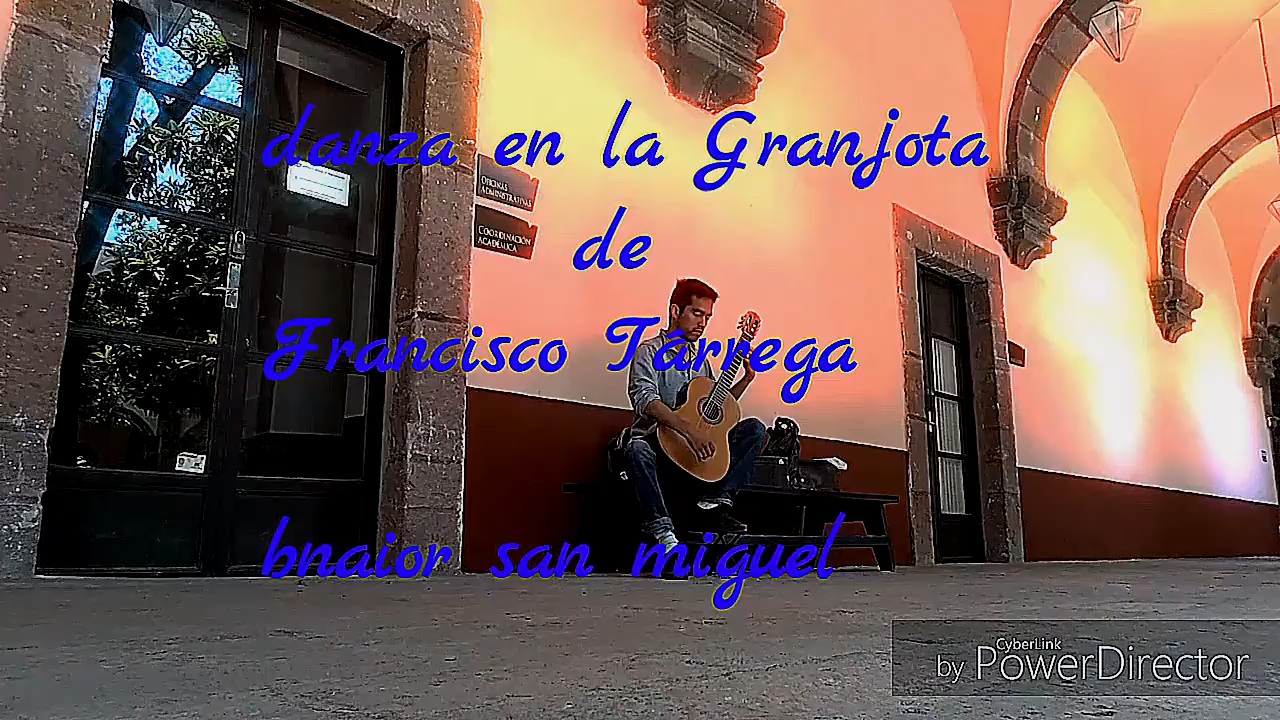 danza en la Granjota
OFICINAS
ADMINISTRATIVAS
COORDINACIÓN
ACADÉMICA
de
Francisco Tárrega
bnaior san miguel
CyberLink
by PowerDirector